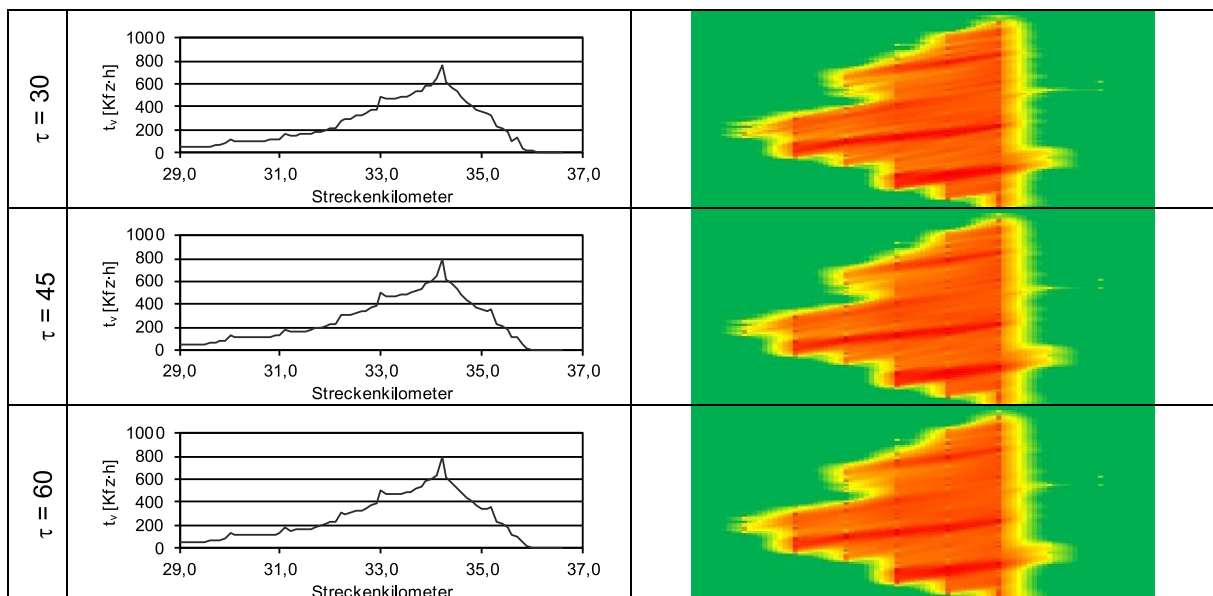 τ = 30
t_v [Kfz·h]
1000
800
600
400
200
0
29,0 31,0 33,0 35,0 37,0
Streckenkilometer
τ = 45
t_v [Kfz·h]
1000
800
600
400
200
0
29,0 31,0 33,0 35,0 37,0
Streckenkilometer
τ = 60
t_v [Kfz·h]
1000
800
600
400
200
0
29,0 31,0 33,0 35,0 37,0
Streckenkilometer